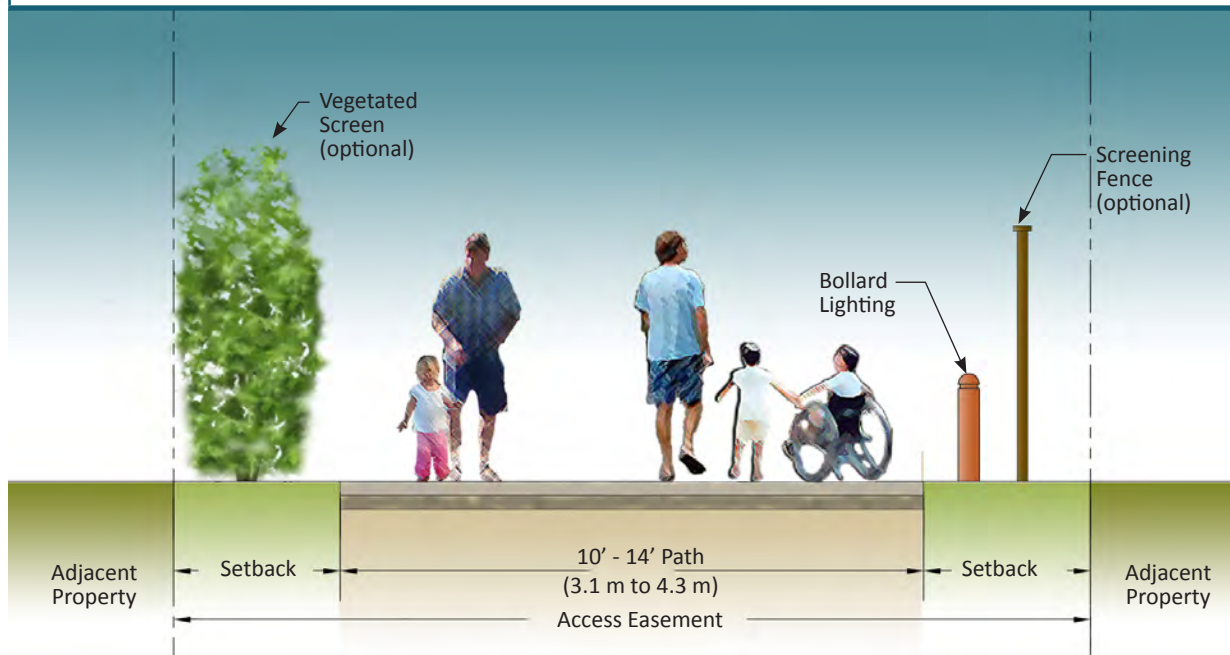 Vegetated
Screen
(optional)
Screening
Fence
(optional)
Bollard
Lighting
Adjacent
Property
Setback
10’ - 14’ Path
(3.1 m to 4.3 m)
Setback
Adjacent
Property
Access Easement